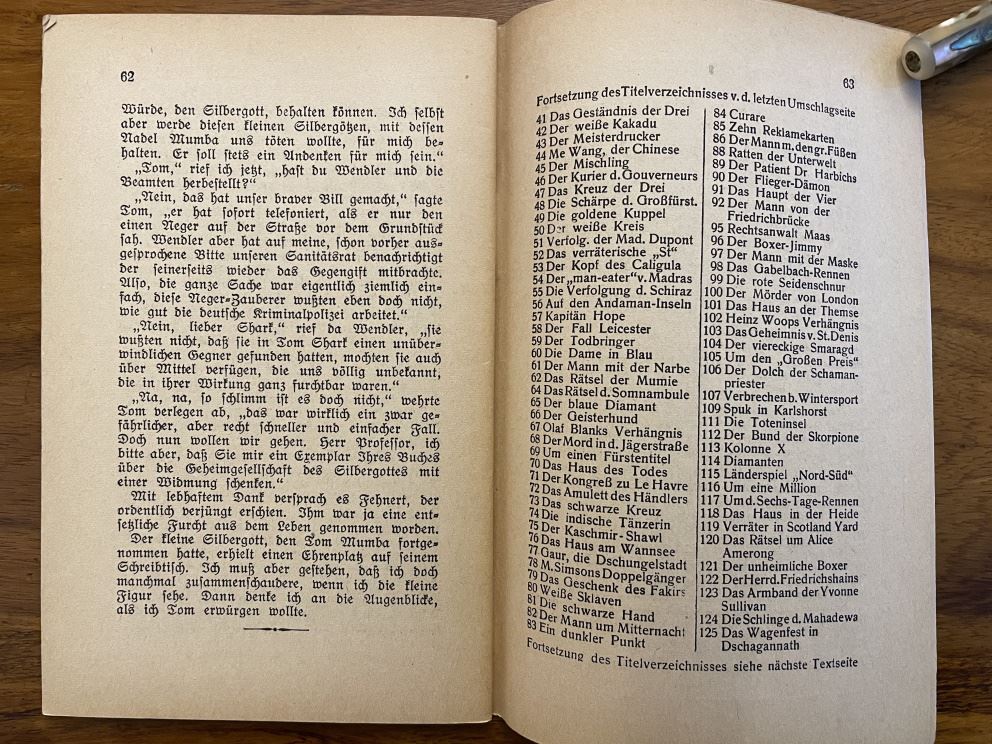 62
Würde, den Silbergott, behalten können. Ich selbst
aber werde diesen kleinen Silbergötzen, mit dessen
Nadel Mumba uns töten wollte, für mich be-
halten. Er soll stets ein Andenken für mich sein.“
„Tom,“ rief ich jetzt, „hast du Wendler und die
Beamten herbestellt?“
„Nein, das hat unser braver Bill gemacht,“ sagte
Tom, „er hat sofort telefoniert, als er nur den
einen Neger auf der Straße vor dem Grundstück
sah. Wendler aber hat auf meine, schon vorher aus-
gesprochene Bitte unseren Sanitätsrat benachrichtigt
der seinerseits wieder das Gegengift mitbrachte.
Also, die ganze Sache war eigentlich ziemlich ein-
fach, diese Neger-Zauberer wußten eben doch nicht,
wie gut die deutsche Kriminalpolizei arbeitet.“
„Nein, lieber Shark,“ rief da Wendler, „sie
wußten nicht, daß sie in Tom Shark einen unüber-
windlichen Gegner gefunden hatten, mochten sie auch
über Mittel verfügen, die uns völlig unbekannt,
die in ihrer Wirkung ganz furchtbar waren.“
„Na, na, so schlimm ist es doch nicht,“ wehrte
Tom verlegen ab, „das war wirklich ein zwar ge-
fährlicher, aber recht schneller und einfacher Fall.
Doch nun wollen wir gehen. Herr Professor, ich
bitte aber, daß Sie mir ein Exemplar Ihres Buches
über die Geheimgesellschaft des Silbergottes mit
einer Widmung schenken.“
Mit lebhaftem Dank versprach es Fehnert, der
ordentlich verjüngt erschien. Ihm war ja eine ent-
setzliche Furcht aus dem Leben genommen worden.
Der kleine Silbergott, den Tom Mumba fortge-
nommen hatte, erhielt einen Ehrenplatz auf seinem
Schreibtisch. Ich muß aber gestehen, daß ich doch
manchmal zusammenschaudere, wenn ich die kleine
Figur sehe. Dann denke ich an die Augenblicke,
als ich Tom erwürgen wollte.
63
Fortsetzung des Titelverzeichnisses v. d. letzten Umschlagseite
41 Das Geständnis der Drei
42 Der weiße Kakadu
43 Der Meisterdrucker
44 Me Wang, der Chinese
45 Der Mischling
46 Der Kurier d. Gouverneurs
47 Das Kreuz der Drei
48 Die Schärpe d. Großfürst.
49 Die goldene Kuppel
50 Der weiße Kreis
51 Verfolg. der Mad. Dupont
52 Das verräterische „St“
53 Der Kopf des Caligula
54 Der „man-eater“ v. Madras
55 Die Verfolgung d. Schiraz
56 Auf den Andaman-Inseln
57 Kapitän Hope
58 Der Fall Leicester
59 Der Todbringer
60 Die Dame in Blau
61 Der Mann mit der Narbe
62 Das Rätsel der Mumie
64 Das Rätsel d. Somnambule
65 Der blaue Diamant
66 Der Geisterhund
67 Olaf Blanks Verhängnis
68 Der Mord in d. Jägerstraße
69 Um einen Fürstentitel
70 Das Haus des Todes
71 Der Kongreß zu Le Havre
72 Das Amulett des Händlers
73 Das schwarze Kreuz
74 Die indische Tänzerin
75 Der Kaschmir-Shawl
76 Das Haus am Wannsee
77 Gaur, die Dschungelstadt
78 M. Simsons Doppelgänger
79 Das Geschenk des Fakirs
80 Weiße Sklaven
81 Die schwarze Hand
82 Der Mann um Mitternacht
83 Ein dunkler Punkt
84 Curare
85 Zehn Reklamekarten
86 Der Mann m. den gr. Füßen
88 Ratten der Unterwelt
89 Der Patient Dr Harbichs
90 Der Flieger-Dämon
91 Das Haupt der Vier
92 Der Mann von der
Friedrichbrücke
95 Rechtsanwalt Maas
96 Der Boxer-Jimmy
97 Der Mann mit der Maske
98 Das Gabelbach-Rennen
99 Die rote Seidenschnur
100 Der Mörder von London
101 Das Haus an der Themse
102 Heinz Woops Verhängnis
103 Das Geheimnis v. St. Denis
104 Der viereckige Smaragd
105 Um den „Großen Preis“
106 Der Dolch der Schaman-
priester
107 Verbrechen b. Wintersport
109 Spuk in Karlshorst
111 Die Toteninsel
112 Der Bund der Skorpione
113 Kolonne X
114 Diamanten
115 Länderspiel „Nord-Süd“
116 Um eine Million
117 Um d. Sechs-Tage-Rennen
118 Das Haus in der Heide
119 Verräter in Scotland Yard
120 Das Rätsel um Alice
Amerong
121 Der unheimliche Boxer
122 Der Herr d. Friedrichshains
123 Das Armband der Yvonne
Sullivan
124 Die Schlinge d. Mahadewa
125 Das Wagenfest in
Dschagannath
Fortsetzung des Titelverzeichnisses siehe nächste Textseite